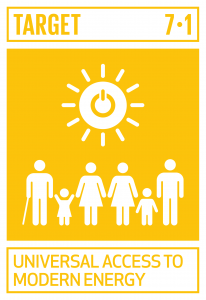 TARGET 7·1
UNIVERSAL ACCESS TO
MODERN ENERGY